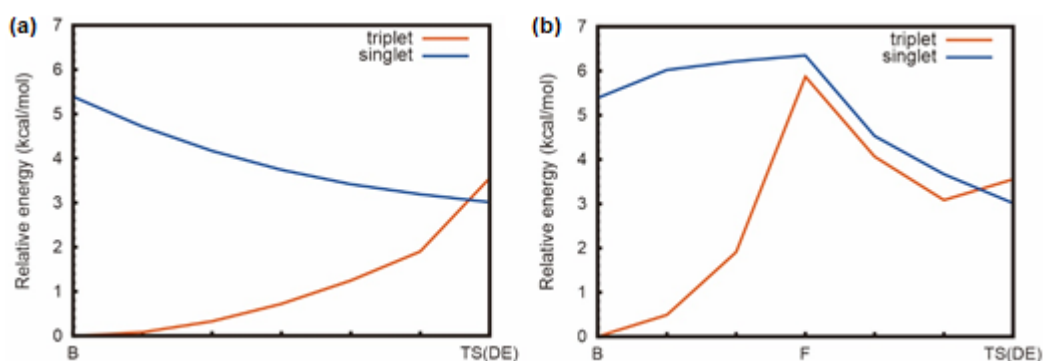 (a)
Relative energy (kcal/mol)
7
6
5
4
3
2
1
0
triplet
singlet
B
TS(DE)
(b)
Relative energy (kcal/mol)
7
6
5
4
3
2
1
0
triplet
singlet
B
F
TS(DE)